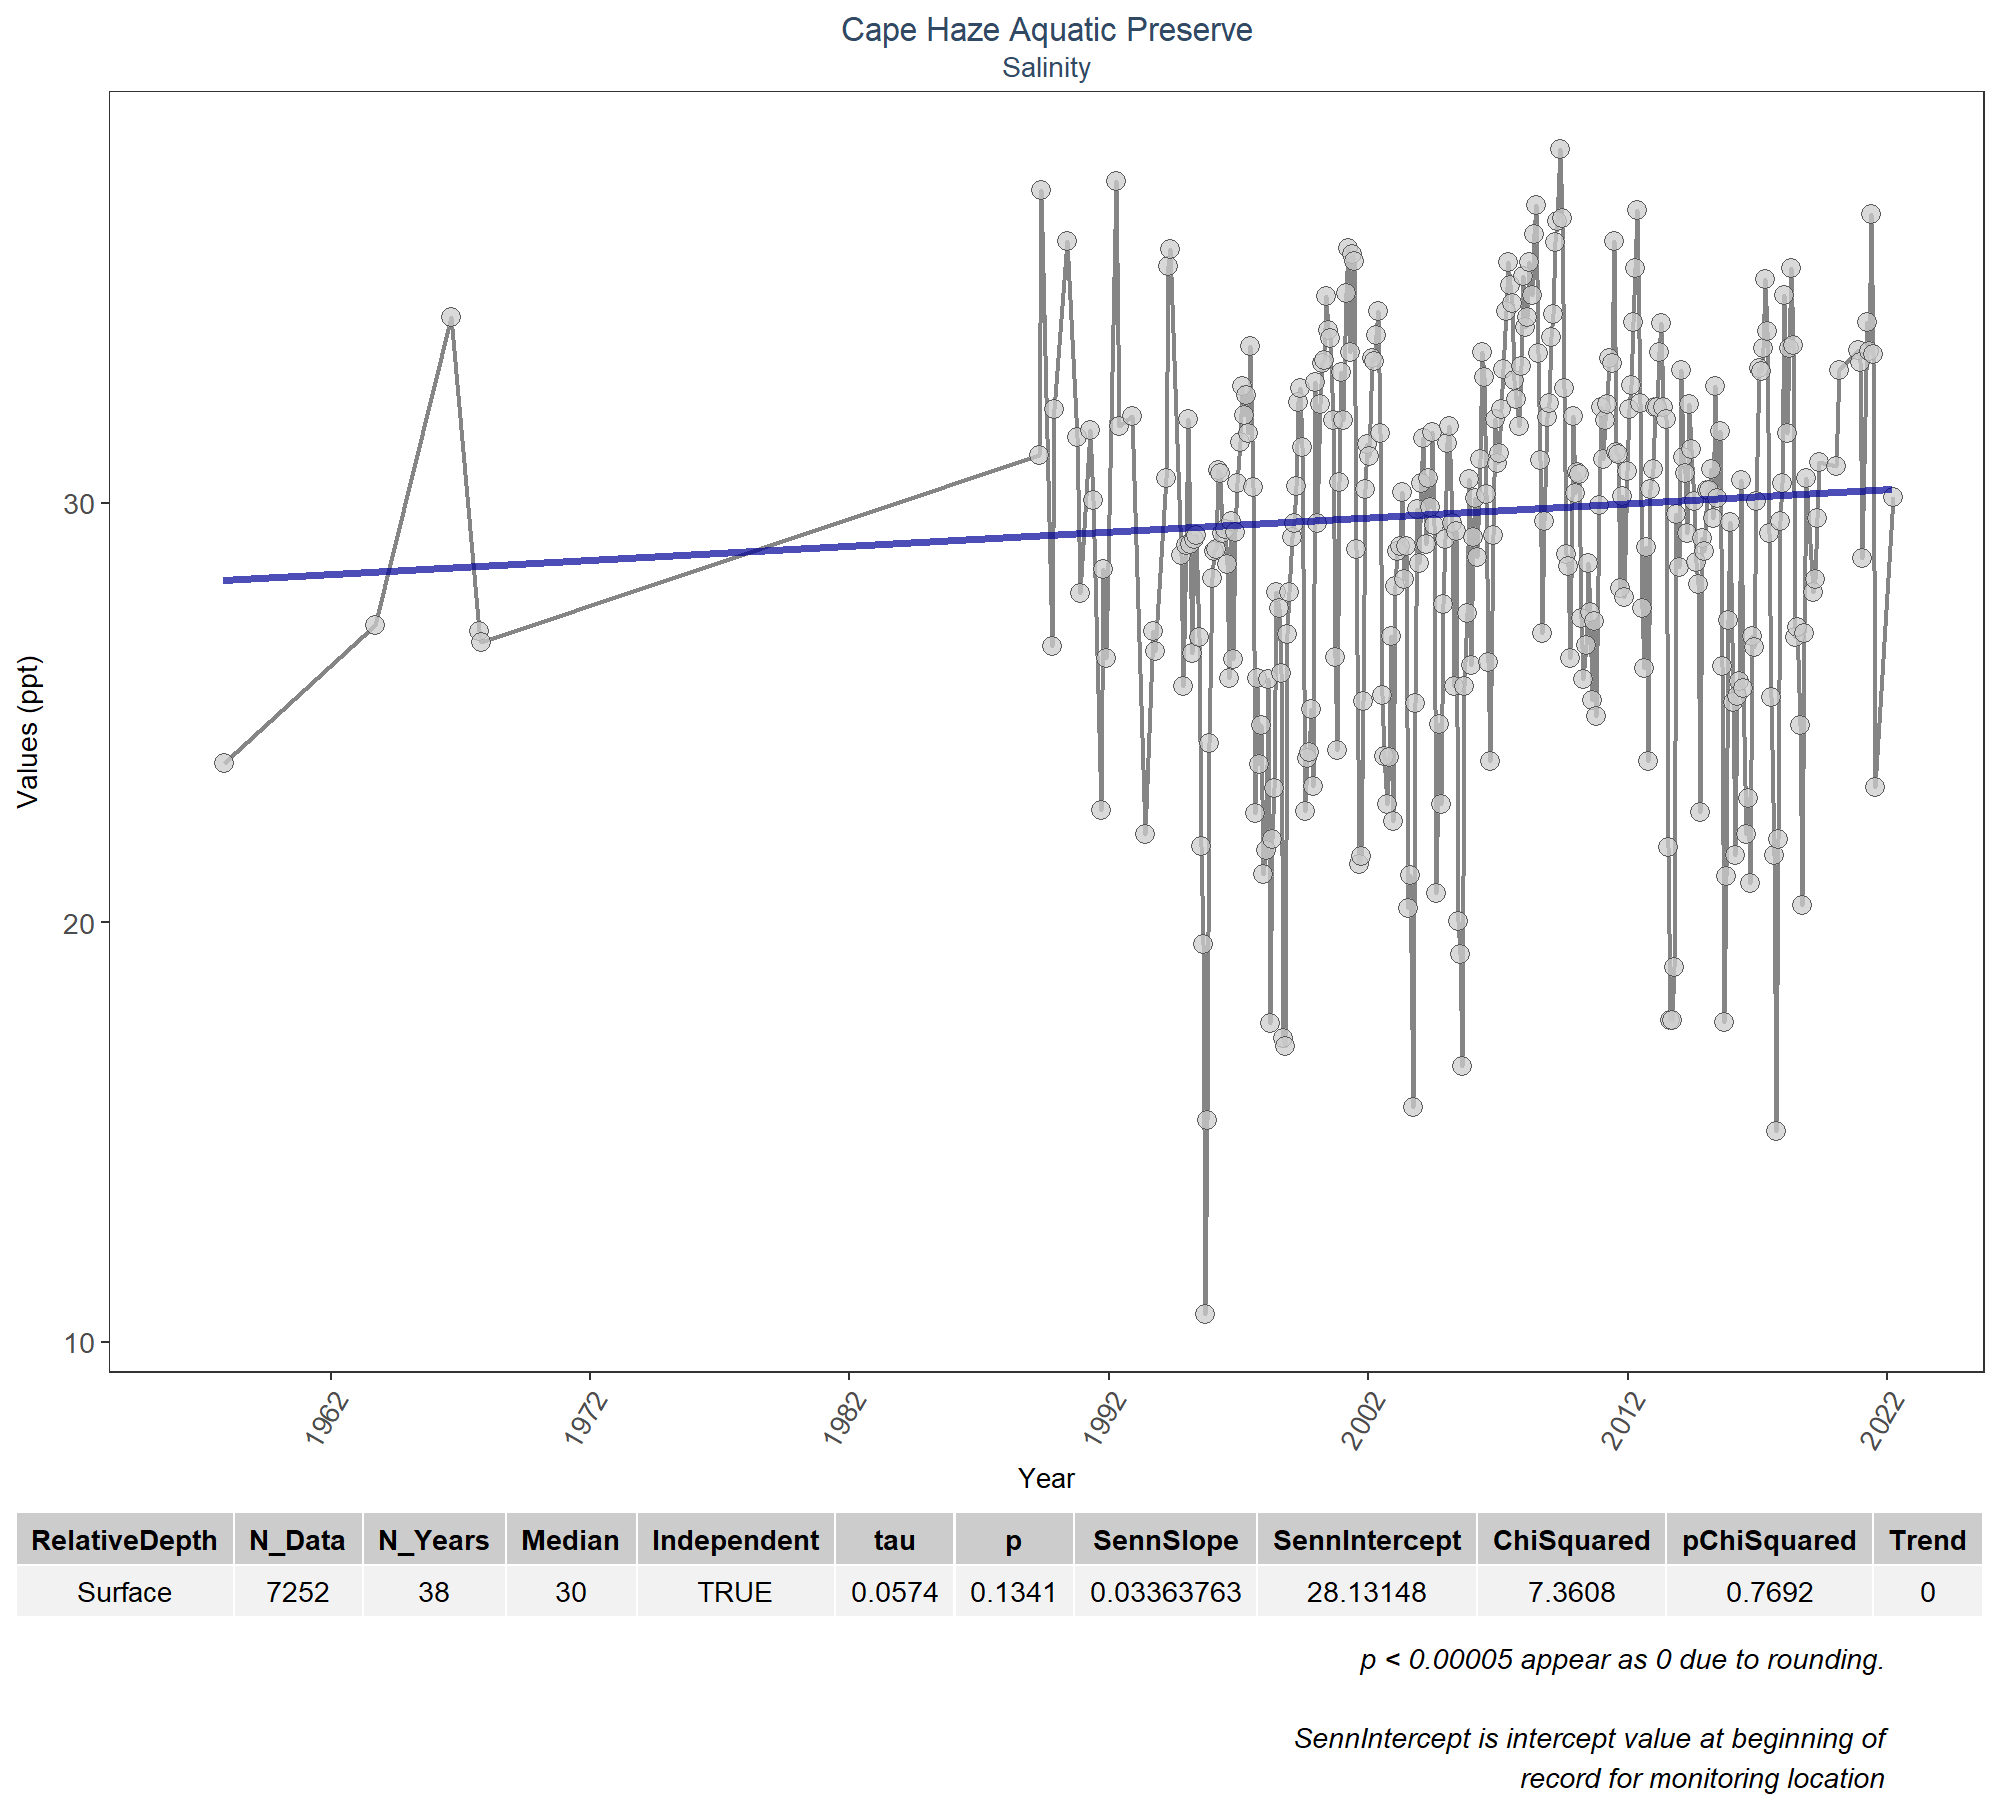 Cape Haze Aquatic Preserve
Salinity
Values (ppt)
30
20
10
1962 1972 1982 1992 2002 2012 2022
Year
RelativeDepth N_Data N_Years Median Independent tau p SennSlope SennIntercept ChiSquared pChiSquared Trend
Surface 7252 38 30 TRUE 0.0574 0.1341 0.03363763 28.13148 7.3608 0.7692 0
p < 0.00005 appear as 0 due to rounding.
SennIntercept is intercept value at beginning of
record for monitoring location